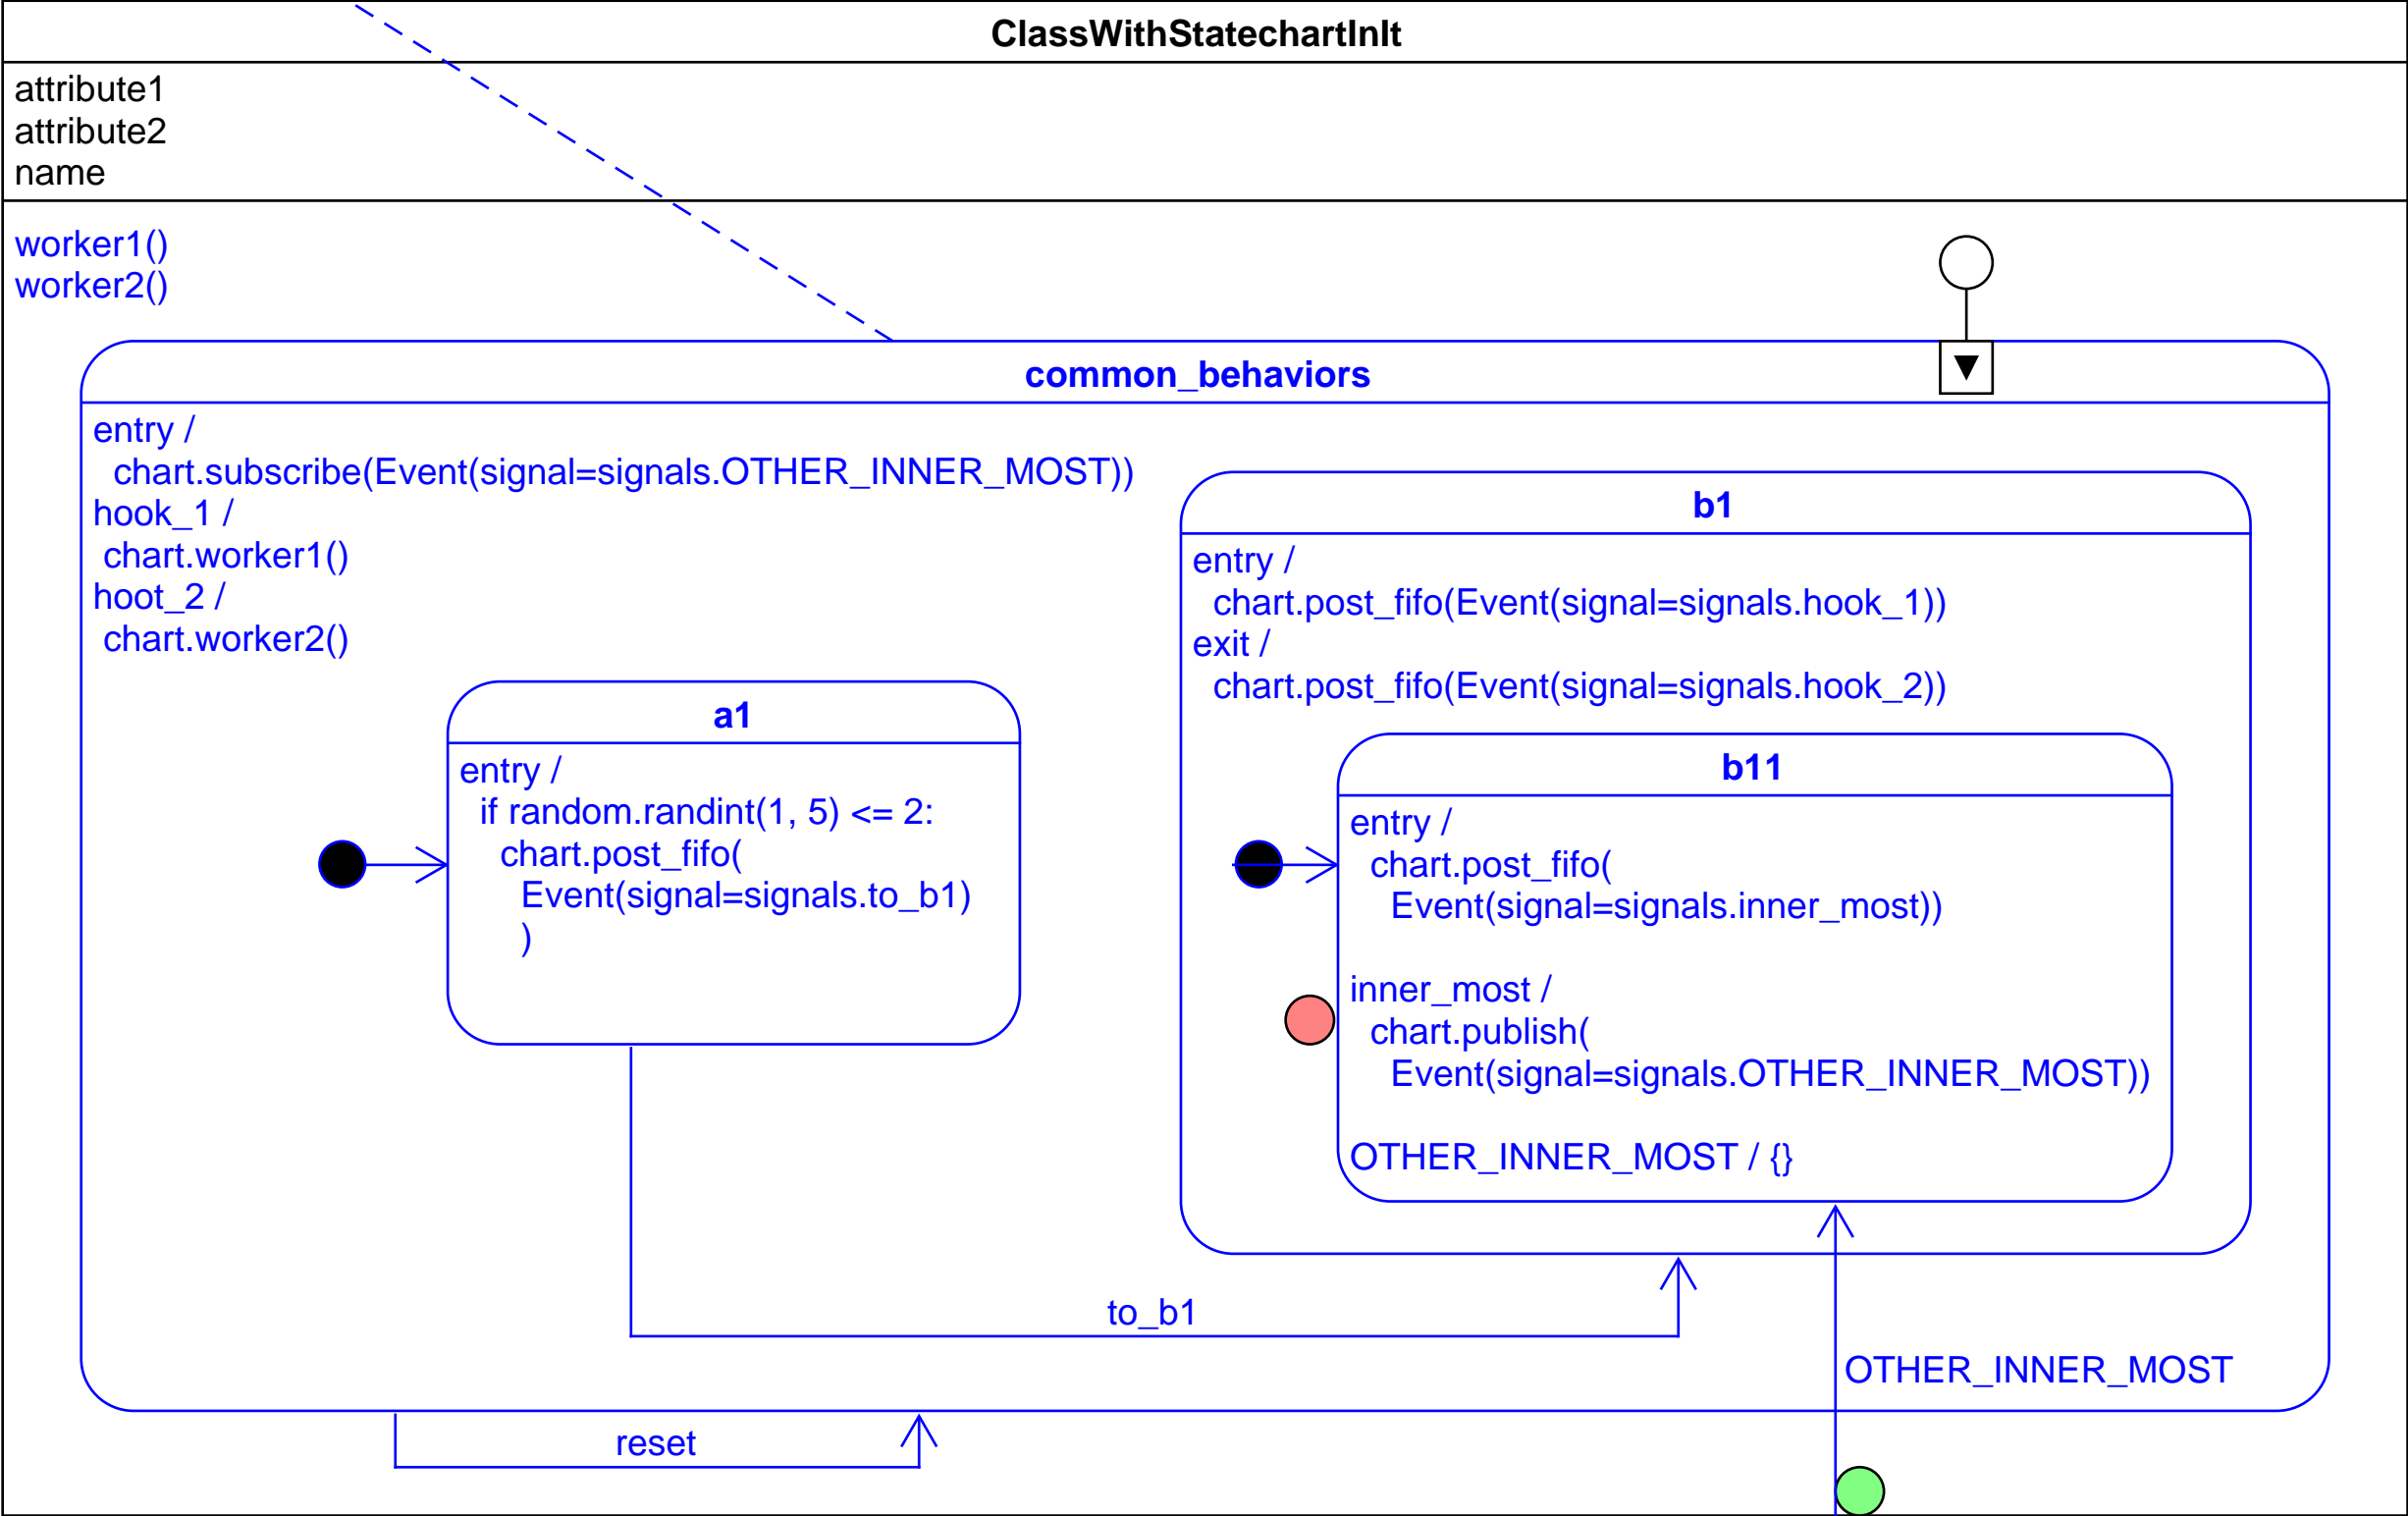 ClassWithStatechartInIt
attribute1
attribute2
name
worker1()
worker2()
common_behaviors
entry /
chart.subscribe(Event(signal=signals.OTHER_INNER_MOST))
hook_1 /
chart.worker1()
hoot_2 /
chart.worker2()
a1
entry /
if random.randint(1, 5) <= 2:
chart.post_fifo(
Event(signal=signals.to_b1)
)
b1
entry /
chart.post_fifo(Event(signal=signals.hook_1))
exit /
chart.post_fifo(Event(signal=signals.hook_2))
b11
entry /
chart.post_fifo(
Event(signal=signals.inner_most))
inner_most /
chart.publish(
Event(signal=signals.OTHER_INNER_MOST))
OTHER_INNER_MOST / {}
to_b1
OTHER_INNER_MOST
reset